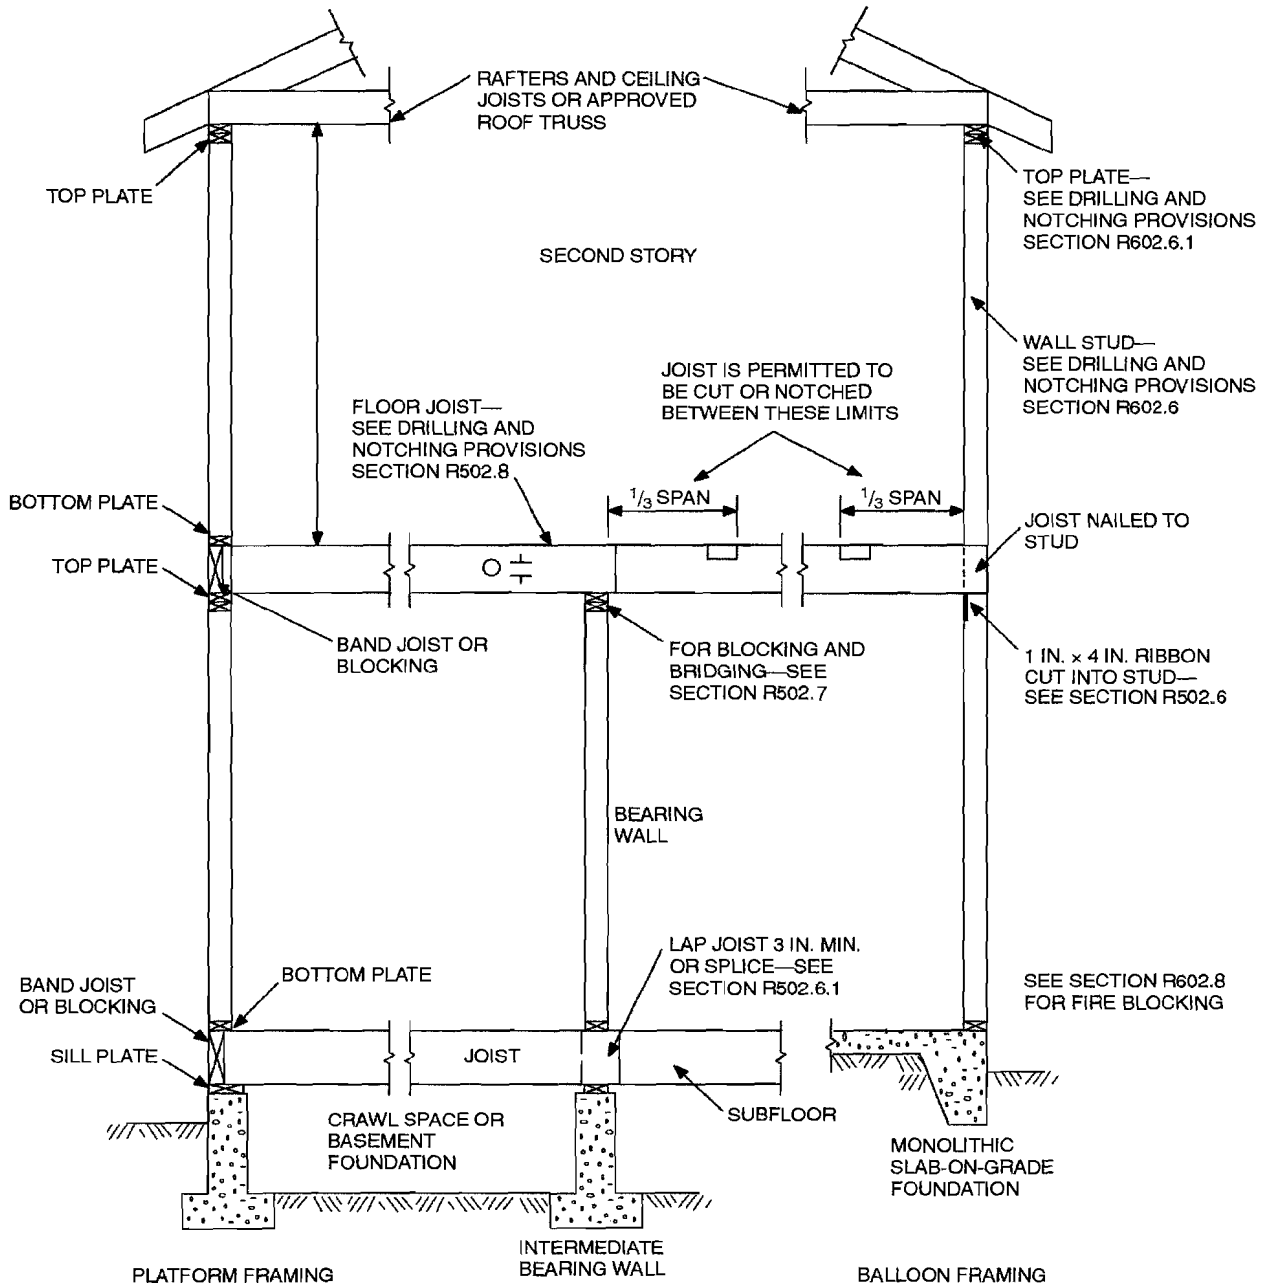 RAFTERS AND CEILING
JOISTS OR APPROVED
ROOF TRUSS
TOP PLATE
TOP PLATE—
SEE DRILLING AND
NOTCHING PROVISIONS
SECTION R602.6.1
SECOND STORY
WALL STUD—
SEE DRILLING AND
NOTCHING PROVISIONS
SECTION R602.6
JOIST IS PERMITTED TO
BE CUT OR NOTCHED
BETWEEN THESE LIMITS
FLOOR JOIST—
SEE DRILLING AND
NOTCHING PROVISIONS
SECTION R502.8
1/3 SPAN
1/3 SPAN
BOTTOM PLATE
JOIST NAILED TO
STUD
TOP PLATE
BAND JOIST OR
BLOCKING
FOR BLOCKING AND
BRIDGING—SEE
SECTION R502.7
1 IN. × 4 IN. RIBBON
CUT INTO STUD—
SEE SECTION R502.6
BEARING
WALL
LAP JOIST 3 IN. MIN.
OR SPLICE—SEE
SECTION R502.6.1
BAND JOIST
OR BLOCKING
BOTTOM PLATE
SEE SECTION R602.8
FOR FIRE BLOCKING
SILL PLATE
JOIST
SUBFLOOR
CRAWL SPACE OR
BASEMENT
FOUNDATION
MONOLITHIC
SLAB-ON-GRADE
FOUNDATION
PLATFORM FRAMING
INTERMEDIATE
BEARING WALL
BALLOON FRAMING